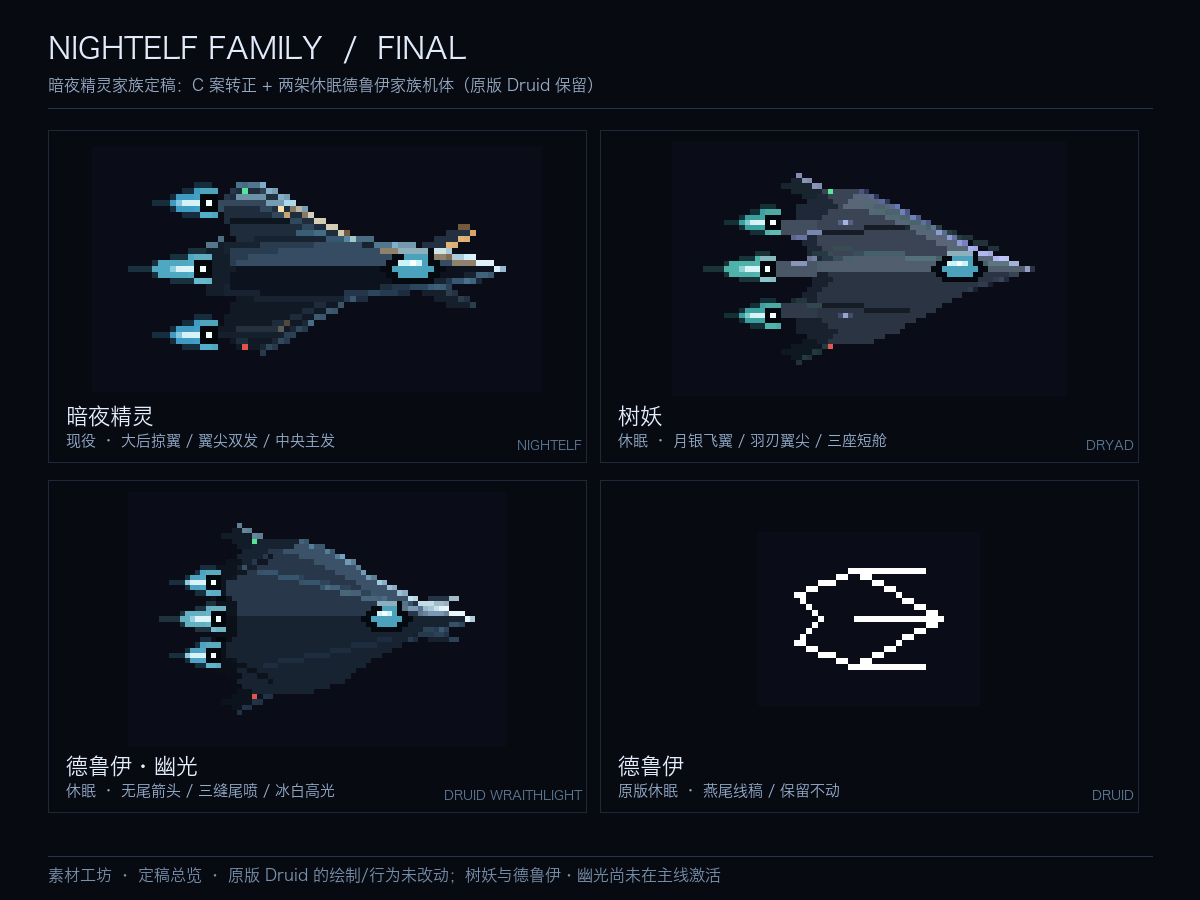 NIGHTELF FAMILY / FINAL
暗夜精灵家族定稿：C 案转正 + 两架休眠德鲁伊家族机体（原版 Druid 保留）
暗夜精灵
现役 · 大后掠翼 / 翼尖双发 / 中央主发
NIGHTELF
树妖
休眠 · 月银飞翼 / 羽刃翼尖 / 三座短舱
DRYAD
德鲁伊·幽光
休眠 · 无尾箭头 / 三缝尾喷 / 冰白高光
DRUID WRAITHLIGHT
德鲁伊
原版休眠 · 燕尾线稿 / 保留不动
DRUID
素材工坊 · 定稿总览 · 原版 Druid 的绘制/行为未改动；树妖与德鲁伊·幽光尚未在主线激活